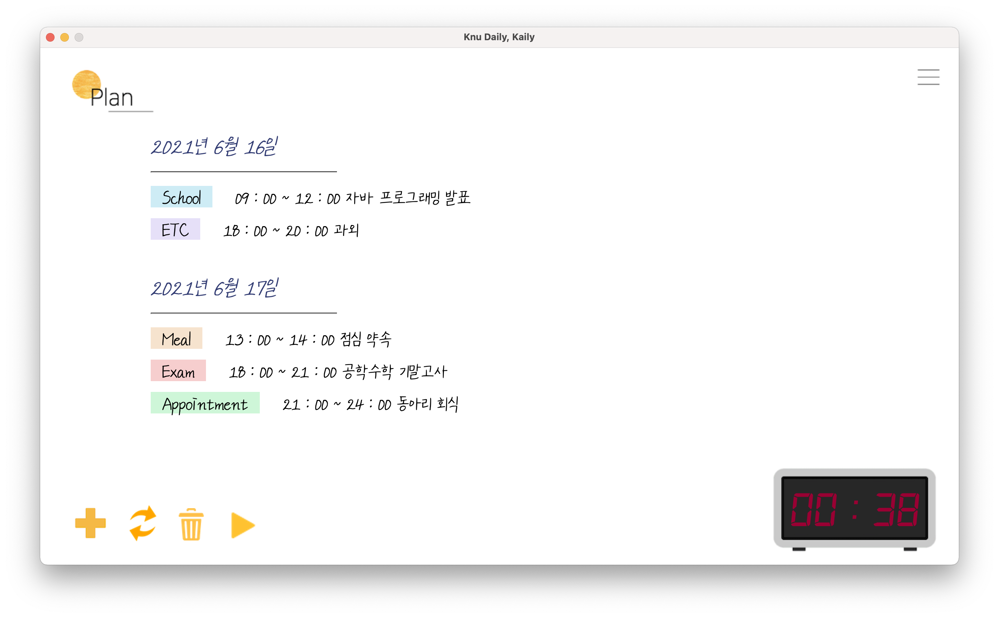 Knu Daily, Kaily
Plan
2021년 6월 16일
School 09 : 00 ~ 12 : 00 자바 프로그래밍 발표
ETC 18 : 00 ~ 20 : 00 과외
2021년 6월 17일
Meal 13 : 00 ~ 14 : 00 점심 약속
Exam 18 : 00 ~ 21 : 00 공학수학 기말고사
Appointment 21 : 00 ~ 24 : 00 동아리 회식
00 : 38